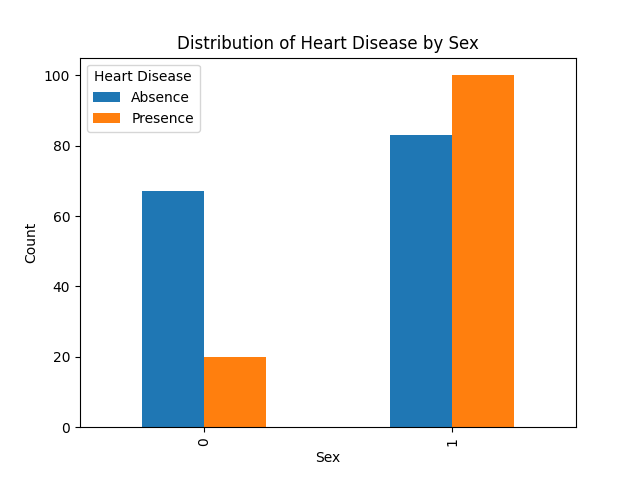 Distribution of Heart Disease by Sex
Heart Disease
Absence
Presence
100
80
60
40
20
0
Count
0
1
Sex